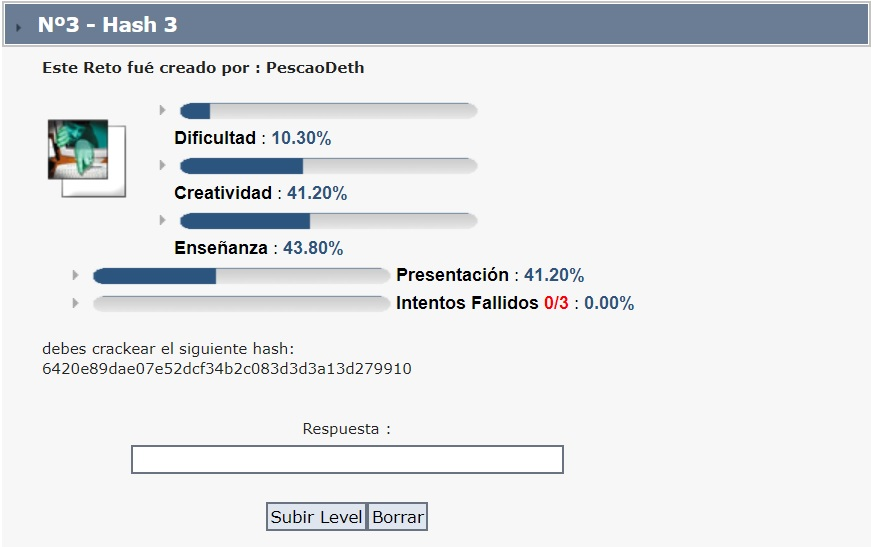 Nº3 - Hash 3
Este Reto fué creado por : PescaoDeth
Dificultad : 10.30%
Creatividad : 41.20%
Enseñanza : 43.80%
Presentación : 41.20%
Intentos Fallidos 0/3 : 0.00%
debes crackear el siguiente hash:
6420e89dae07e52dcf34b2c083d3d3a13d279910
Respuesta :
Subir Level Borrar